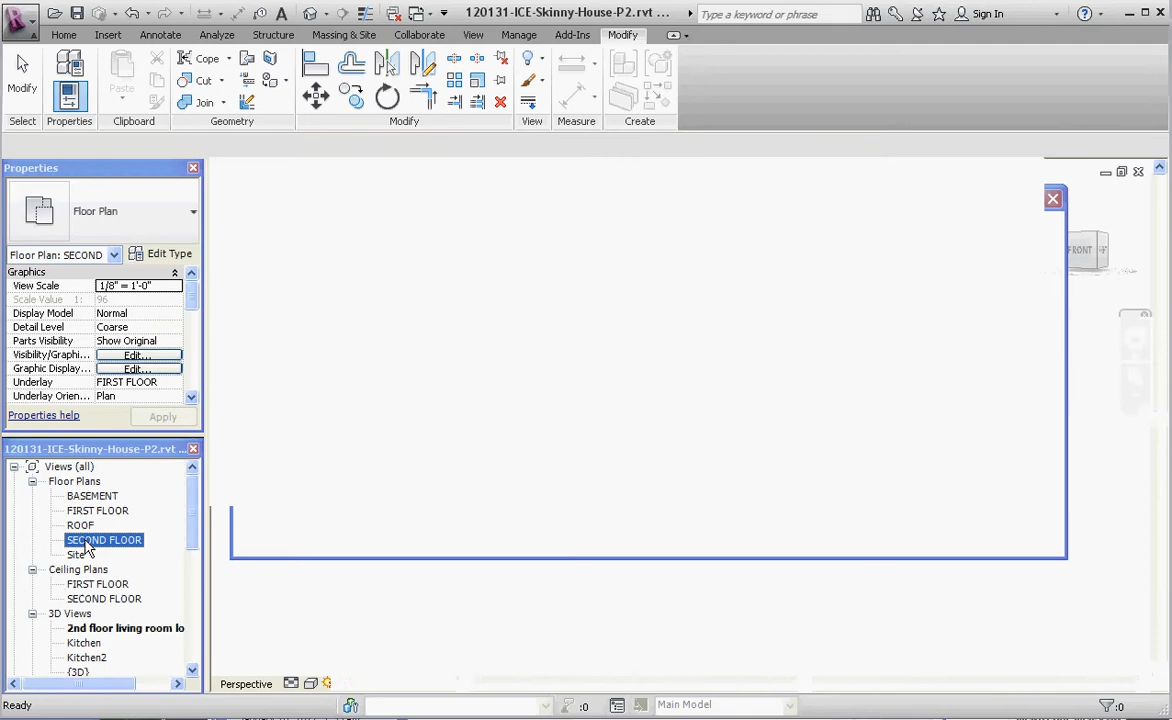 120131-ICE-Skinny-House-P2.rvt ...
Type a keyword or phrase
Sign In
Home Insert Annotate Analyze Structure Massing & Site Collaborate View Manage Add-Ins Modify
Cope
Cut
Join
Modify
Paste
Select Properties Clipboard Geometry Modify View Measure Create
Properties
Floor Plan
Floor Plan: SECOND
Edit Type
Graphics
View Scale 1/8" = 1'-0"
Scale Value 1: 96
Display Model Normal
Detail Level Coarse
Parts Visibility Show Original
Visibility/Graphi... Edit...
Graphic Display... Edit...
Underlay FIRST FLOOR
Underlay Orien... Plan
Properties help
Apply
120131-ICE-Skinny-House-P2.rvt ...
Views (all)
Floor Plans
BASEMENT
FIRST FLOOR
ROOF
SECOND FLOOR
Site
Ceiling Plans
FIRST FLOOR
SECOND FLOOR
3D Views
2nd floor living room lo
Kitchen
Kitchen2
{3D}
FRONT
Perspective
Ready
:0
Main Model
:0